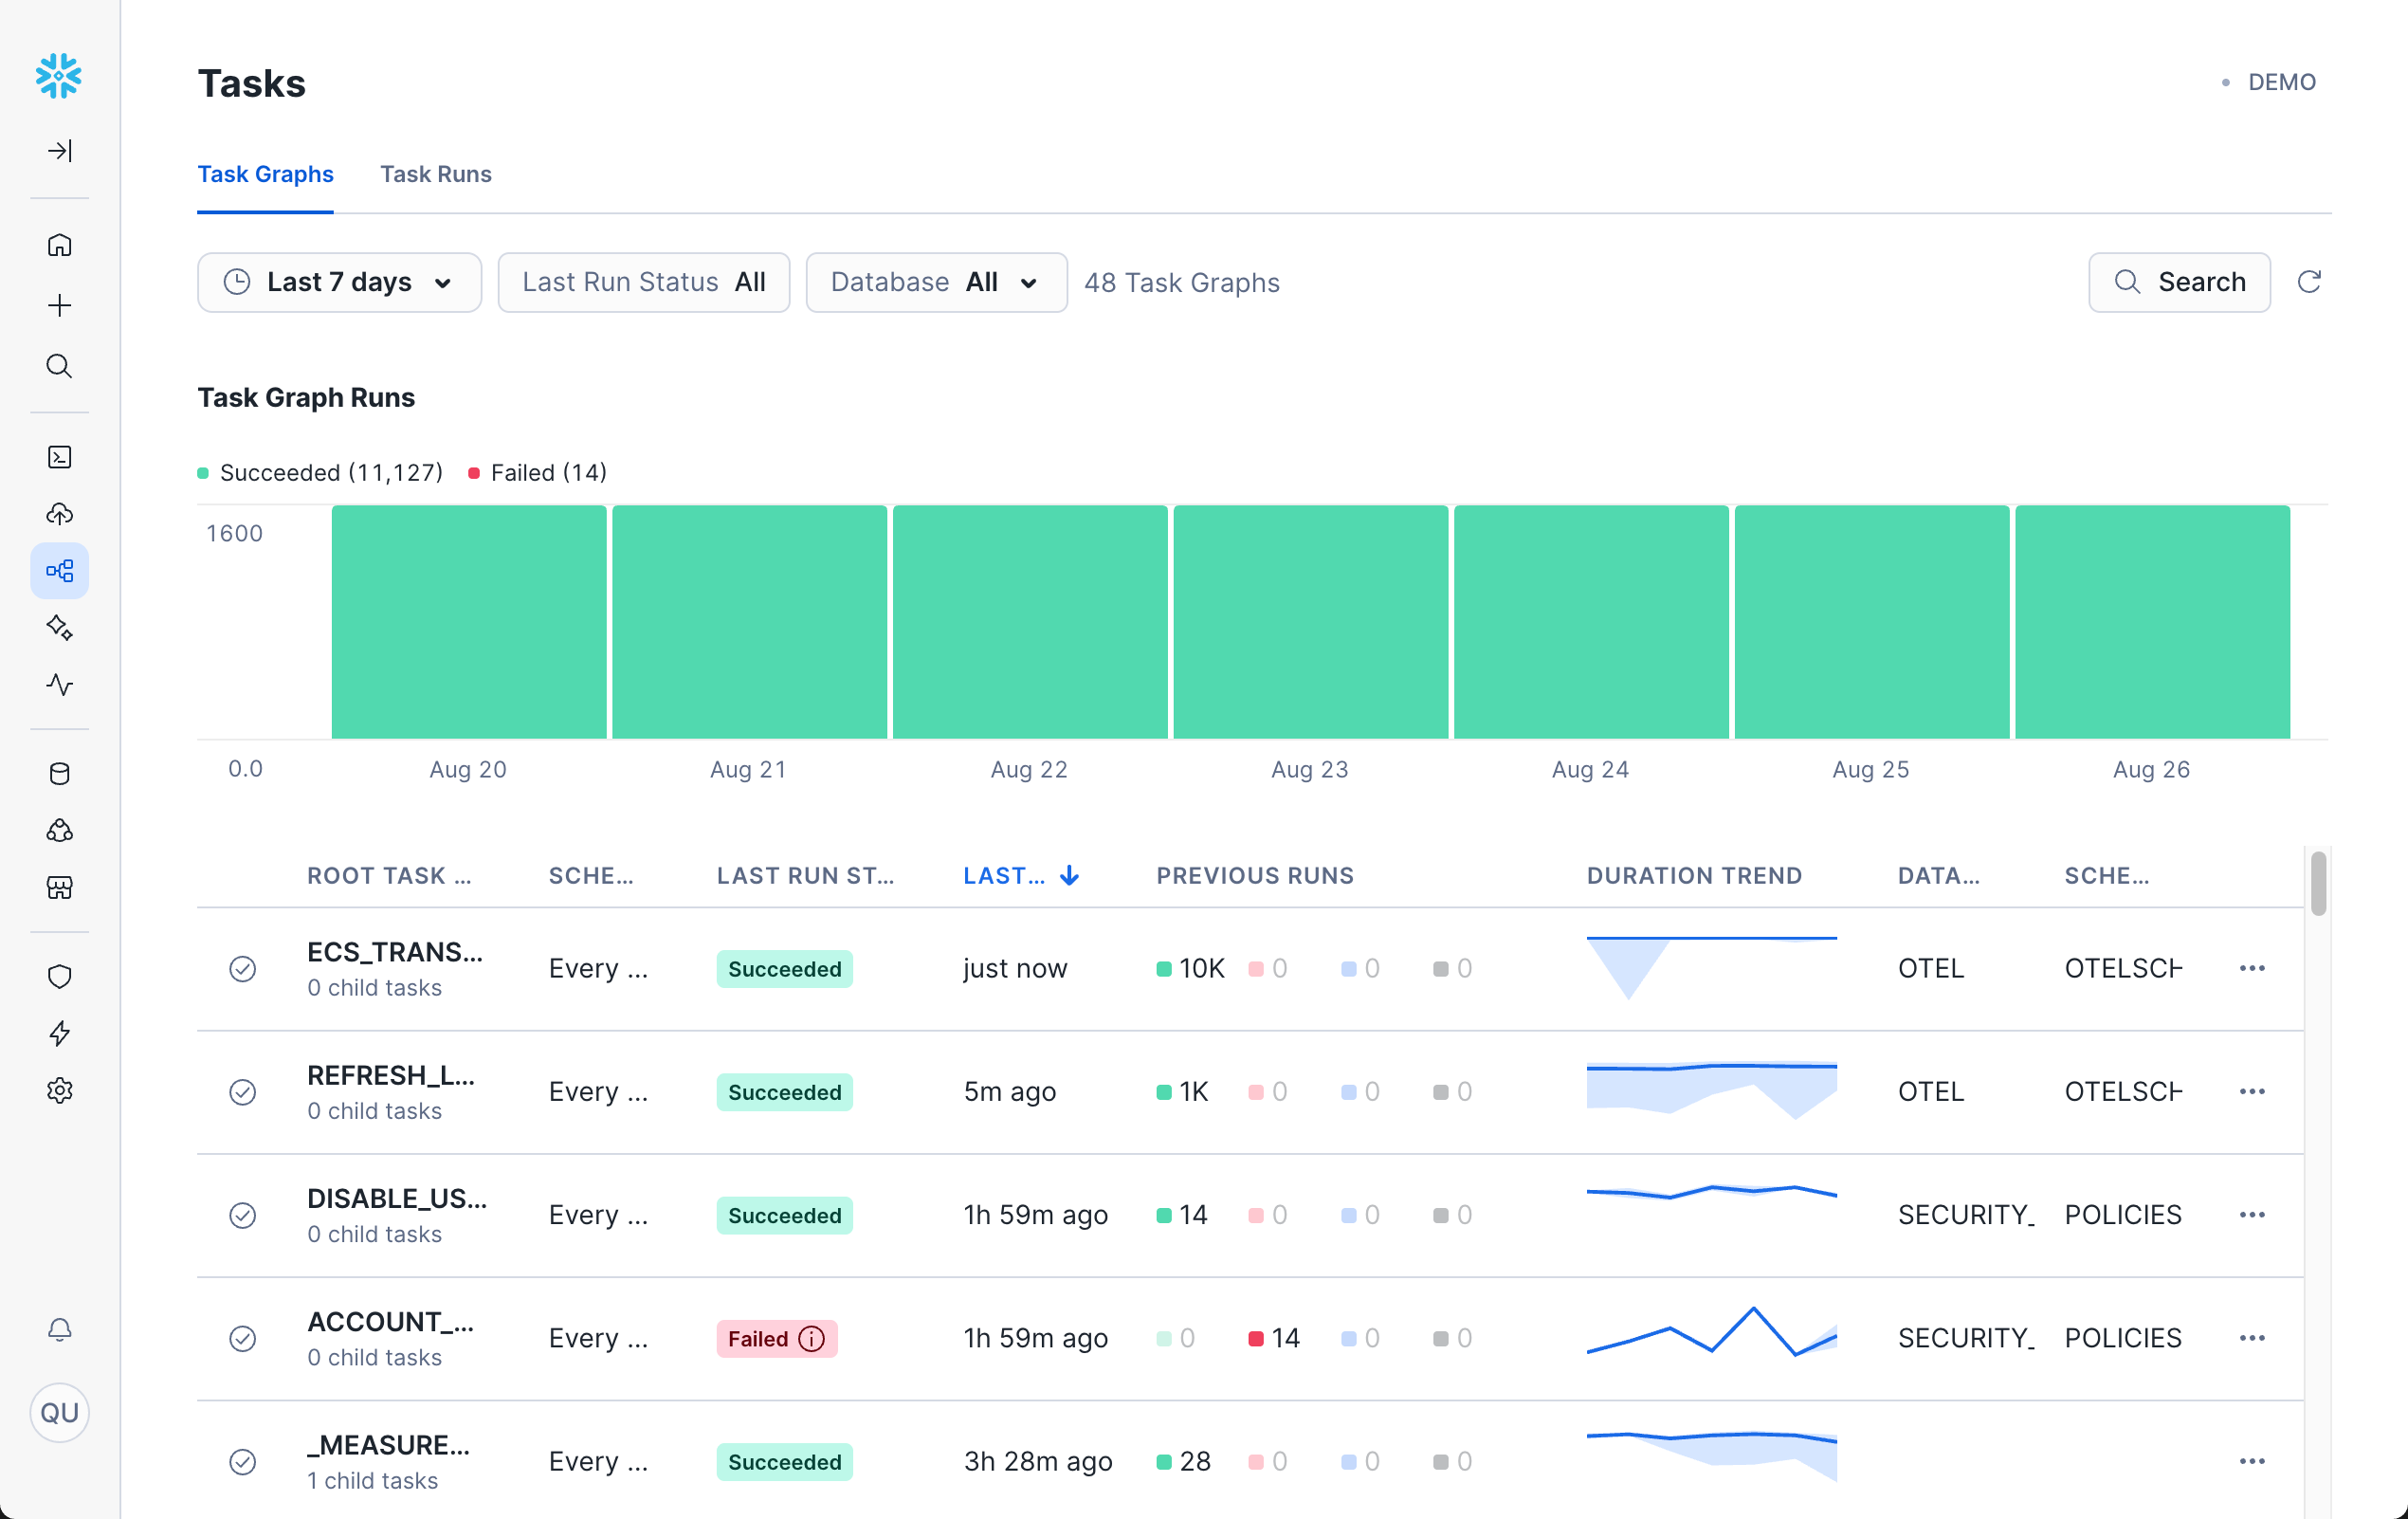 Tasks
DEMO
Task Graphs Task Runs
Last 7 days Last Run Status All Database All 48 Task Graphs Search
Task Graph Runs
Succeeded (11,127) Failed (14)
1600
0.0 Aug 20 Aug 21 Aug 22 Aug 23 Aug 24 Aug 25 Aug 26
ROOT TASK ... SCHE... LAST RUN ST... LAST... PREVIOUS RUNS DURATION TREND DATA... SCHE...
ECS_TRANS...
0 child tasks
Every ... Succeeded just now 10K 0 0 0 OTEL OTELSCH
REFRESH_L...
0 child tasks
Every ... Succeeded 5m ago 1K 0 0 0 OTEL OTELSCH
DISABLE_US...
0 child tasks
Every ... Succeeded 1h 59m ago 14 0 0 0 SECURITY_ POLICIES
ACCOUNT_...
0 child tasks
Every ... Failed 1h 59m ago 0 14 0 0 SECURITY_ POLICIES
_MEASURE...
1 child tasks
Every ... Succeeded 3h 28m ago 28 0 0 0
QU